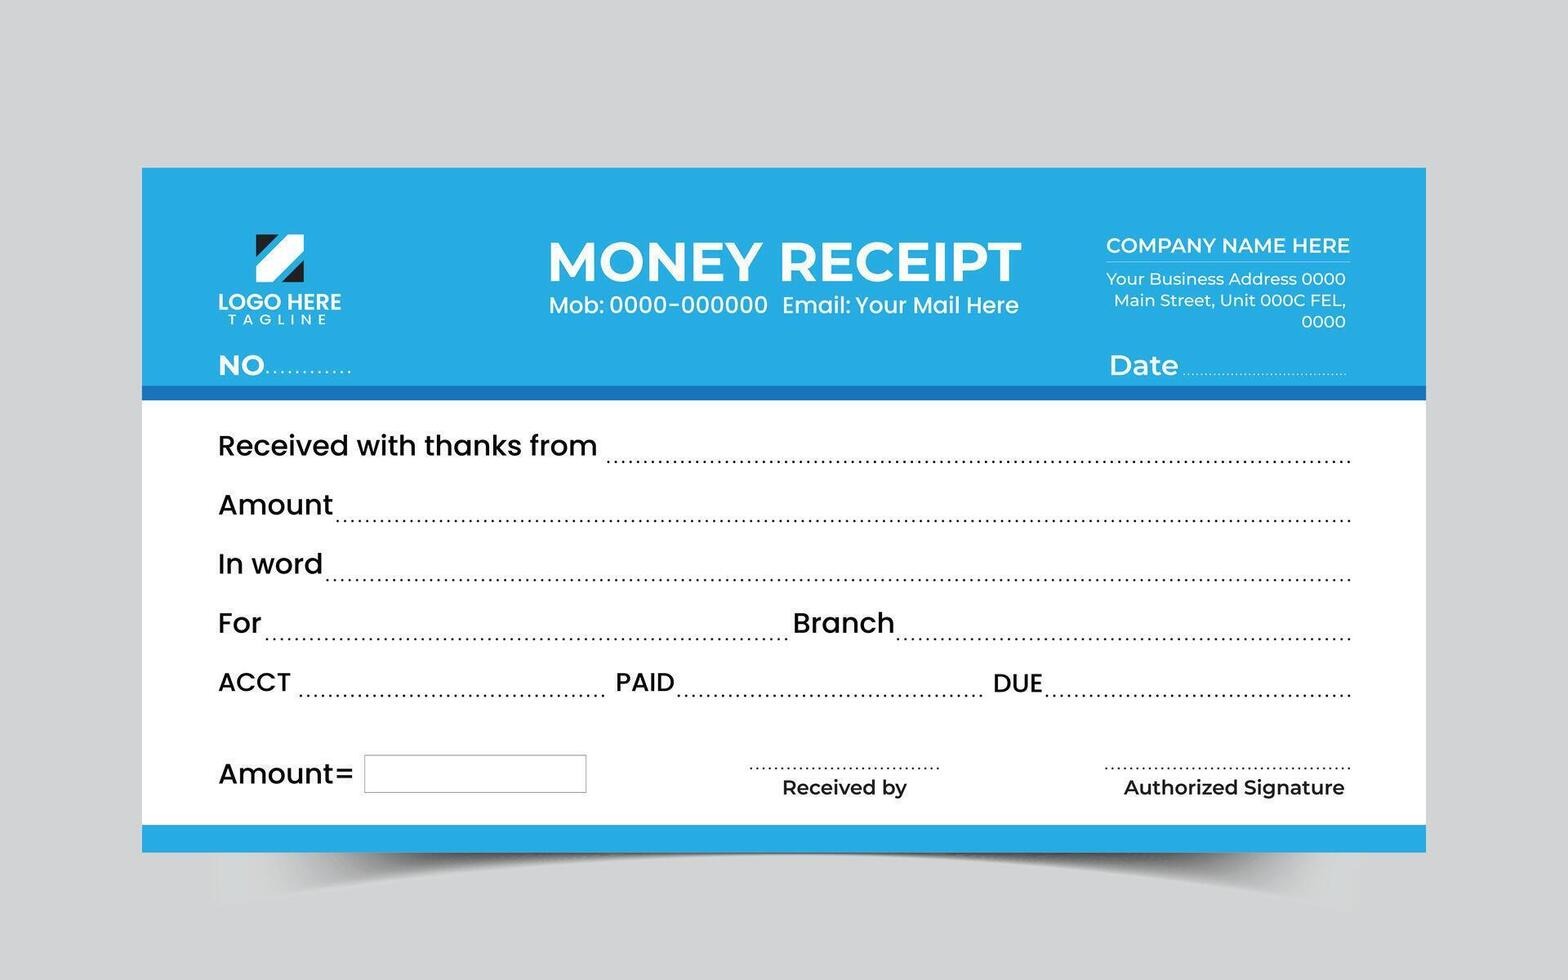 LOGO HERE
TAGLINE
MONEY RECEIPT
Mob: 0000-000000 Email: Your Mail Here
COMPANY NAME HERE
Your Business Address 0000
Main Street, Unit 000C FEL,
0000
NO............ Date......................................
Received with thanks from
Amount
In word
For Branch
ACCT PAID DUE
Amount=
Received by
Authorized Signature